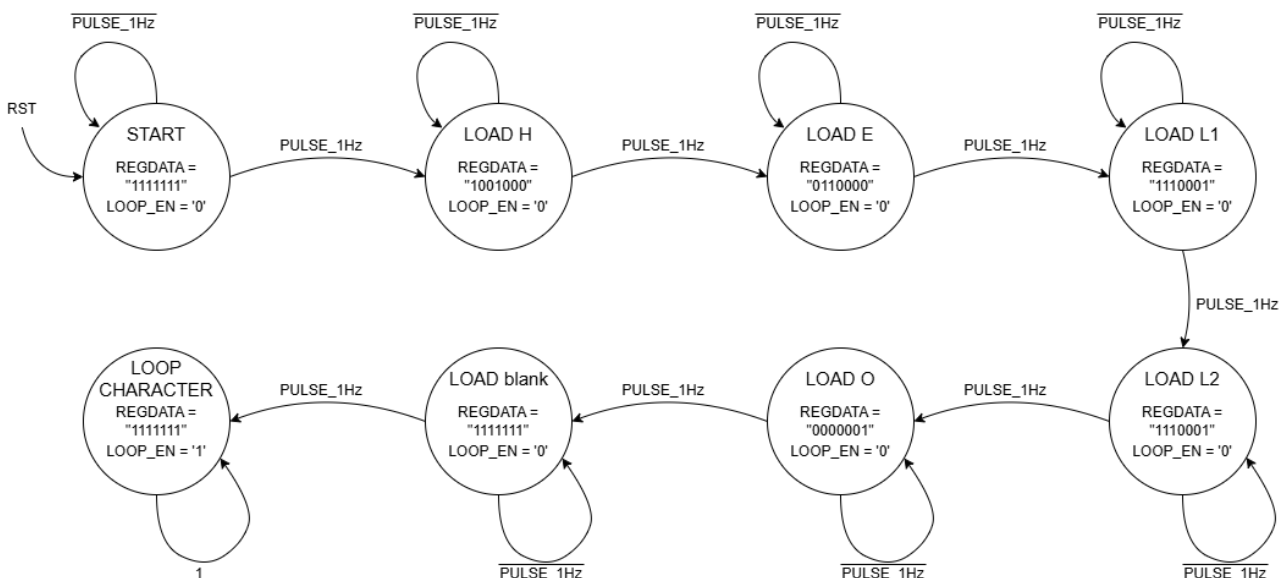 PULSE_1Hz
PULSE_1Hz
PULSE_1Hz
PULSE_1Hz
RST
START
REGDATA =
"1111111"
LOOP_EN = '0'
PULSE_1Hz
LOAD H
REGDATA =
"1001000"
LOOP_EN = '0'
PULSE_1Hz
LOAD E
REGDATA =
"0110000"
LOOP_EN = '0'
PULSE_1Hz
LOAD L1
REGDATA =
"1110001"
LOOP_EN = '0'
PULSE_1Hz
LOAD L2
REGDATA =
"1110001"
LOOP_EN = '0'
PULSE_1Hz
PULSE_1Hz
LOAD O
REGDATA =
"0000001"
LOOP_EN = '0'
PULSE_1Hz
PULSE_1Hz
LOAD blank
REGDATA =
"1111111"
LOOP_EN = '0'
PULSE_1Hz
PULSE_1Hz
LOOP
CHARACTER
REGDATA =
"1111111"
LOOP_EN = '1'
1